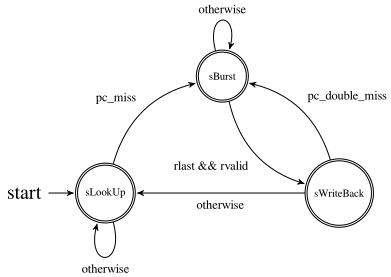 otherwise
sBurst
pc_miss
pc_double_miss
rlast && rvalid
start
sLookUp
sWriteBack
otherwise
otherwise